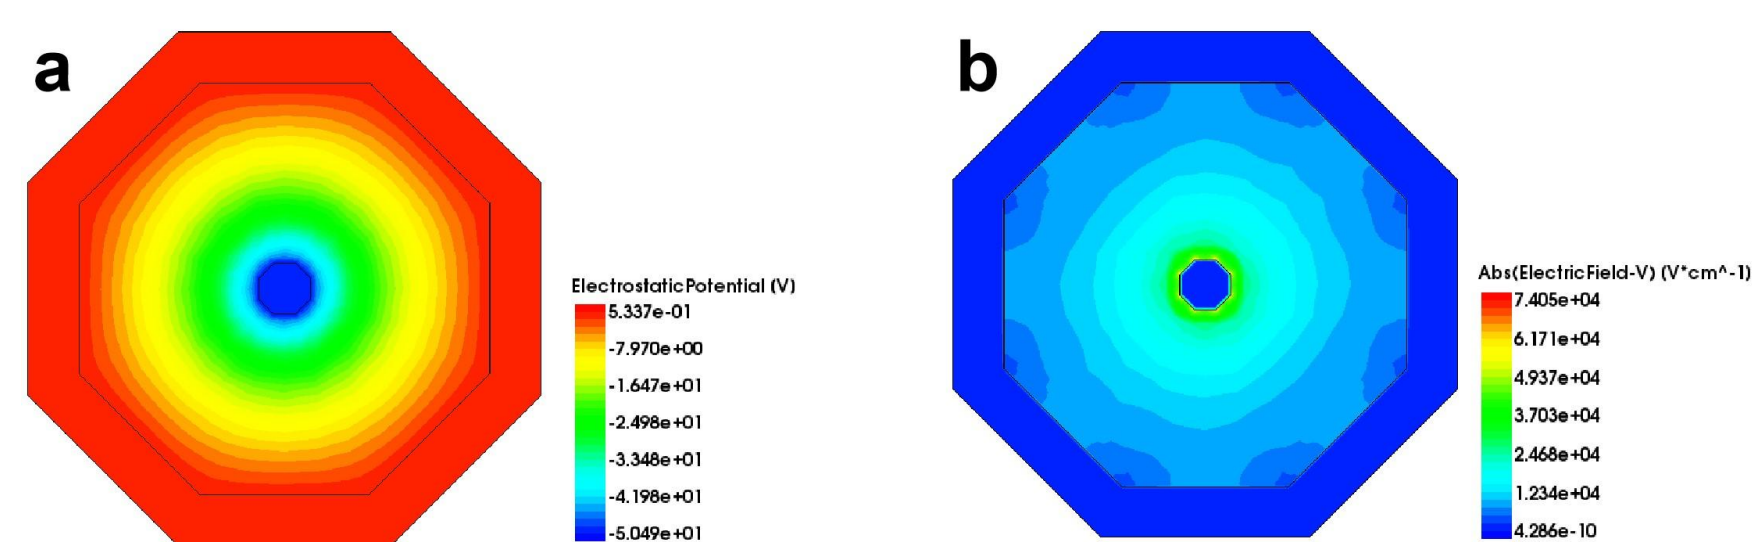 a
b
ElectrostaticPotential (V)
5.337e-01
-7.970e+00
-1.647e+01
-2.498e+01
-3.348e+01
-4.198e+01
-5.049e+01
Abs(ElectricField-V) (V*cm^-1)
7.405e+04
6.171e+04
4.937e+04
3.703e+04
2.468e+04
1.234e+04
4.286e-10